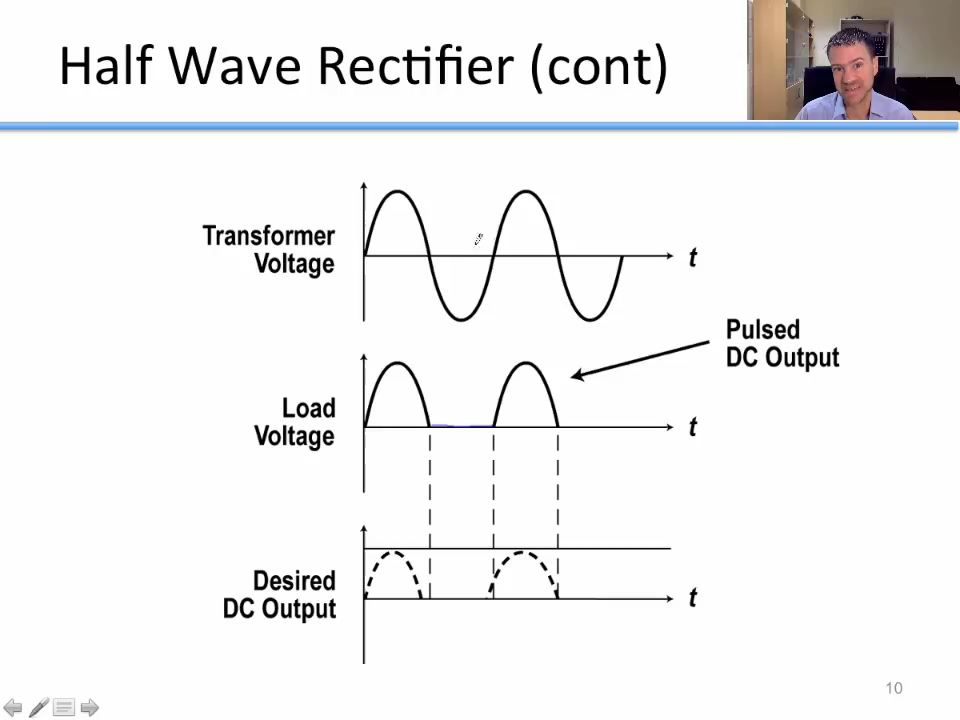 Half Wave Rectifier (cont)
Transformer
Voltage
t
Pulsed
DC Output
Load
Voltage
t
Desired
DC Output
t
10